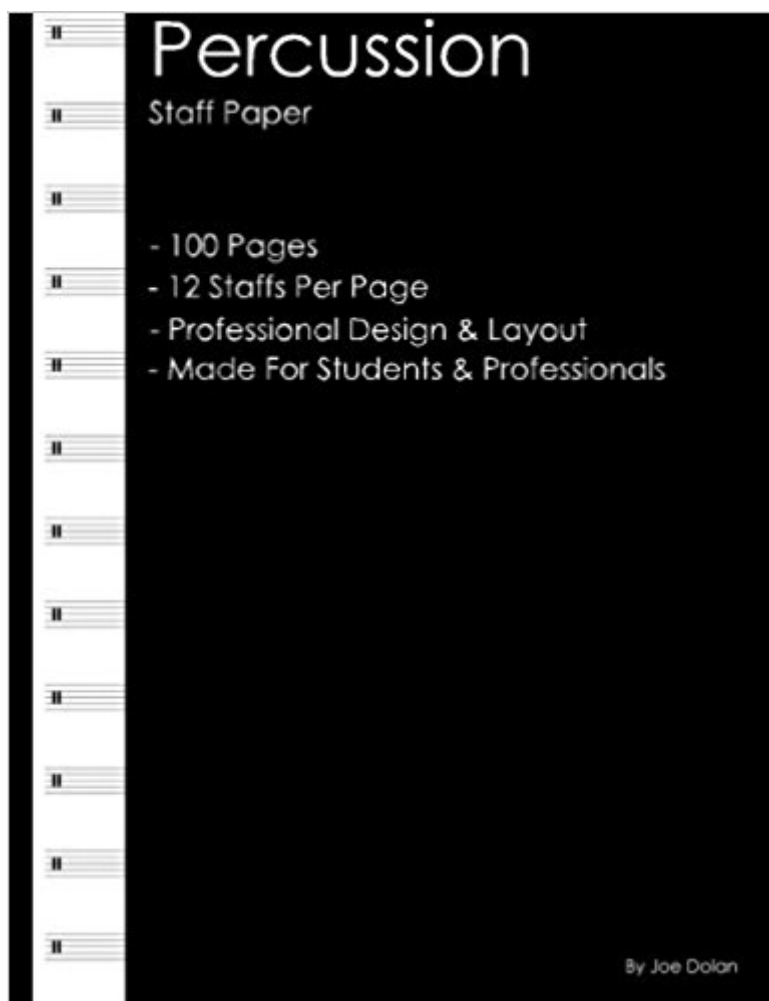 Percussion
Staff Paper
- 100 Pages
- 12 Staffs Per Page
- Professional Design & Layout
- Made For Students & Professionals
By Joe Dolan